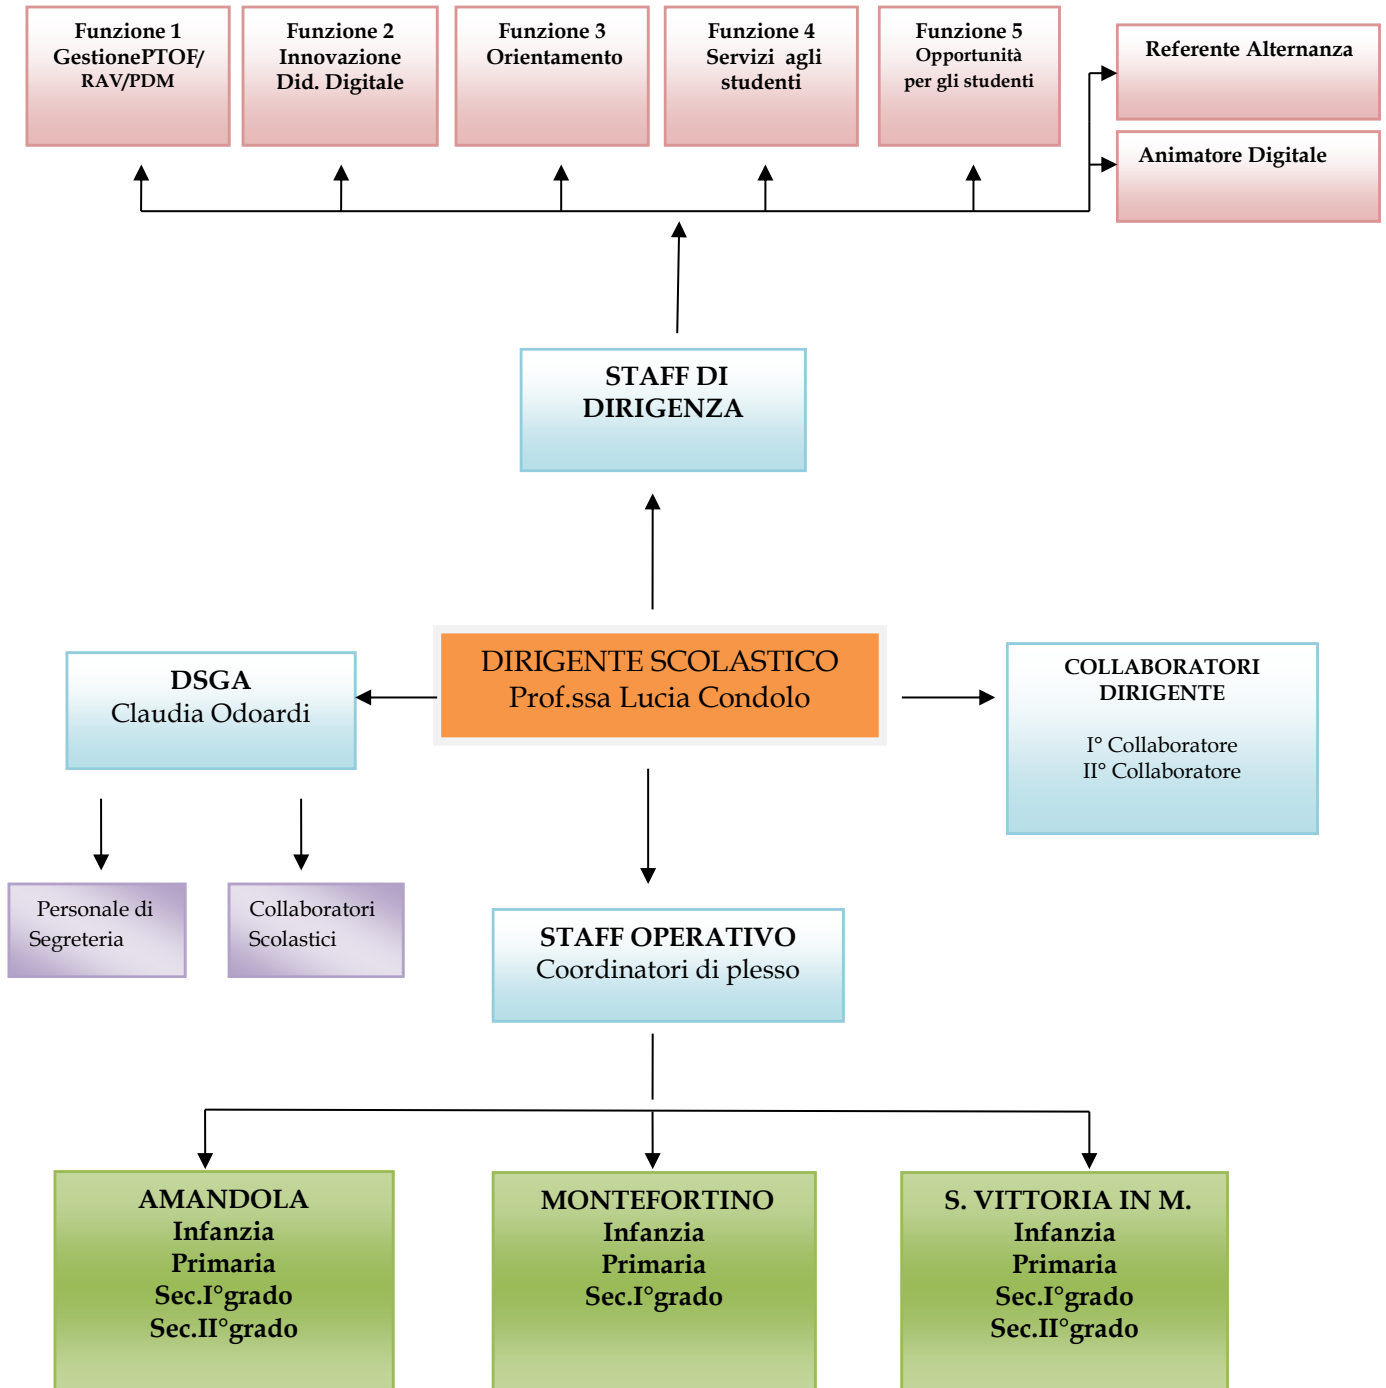 Funzione 1
GestionePTOF/
RAV/PDM
Funzione 2
Innovazione
Did. Digitale
Funzione 3
Orientamento
Funzione 4
Servizi agli
studenti
Funzione 5
Opportunità
per gli studenti
Referente Alternanza
Animatore Digitale
STAFF DI
DIRIGENZA
DSGA
Claudia Odoardi
DIRIGENTE SCOLASTICO
Prof.ssa Lucia Condolo
COLLABORATORI
DIRIGENTE
I° Collaboratore
II° Collaboratore
Personale di
Segreteria
Collaboratori
Scolastici
STAFF OPERATIVO
Coordinatori di plesso
AMANDOLA
Infanzia
Primaria
Sec.I°grado
Sec.II°grado
MONTEFORTINO
Infanzia
Primaria
Sec.I°grado
S. VITTORIA IN M.
Infanzia
Primaria
Sec.I°grado
Sec.II°grado